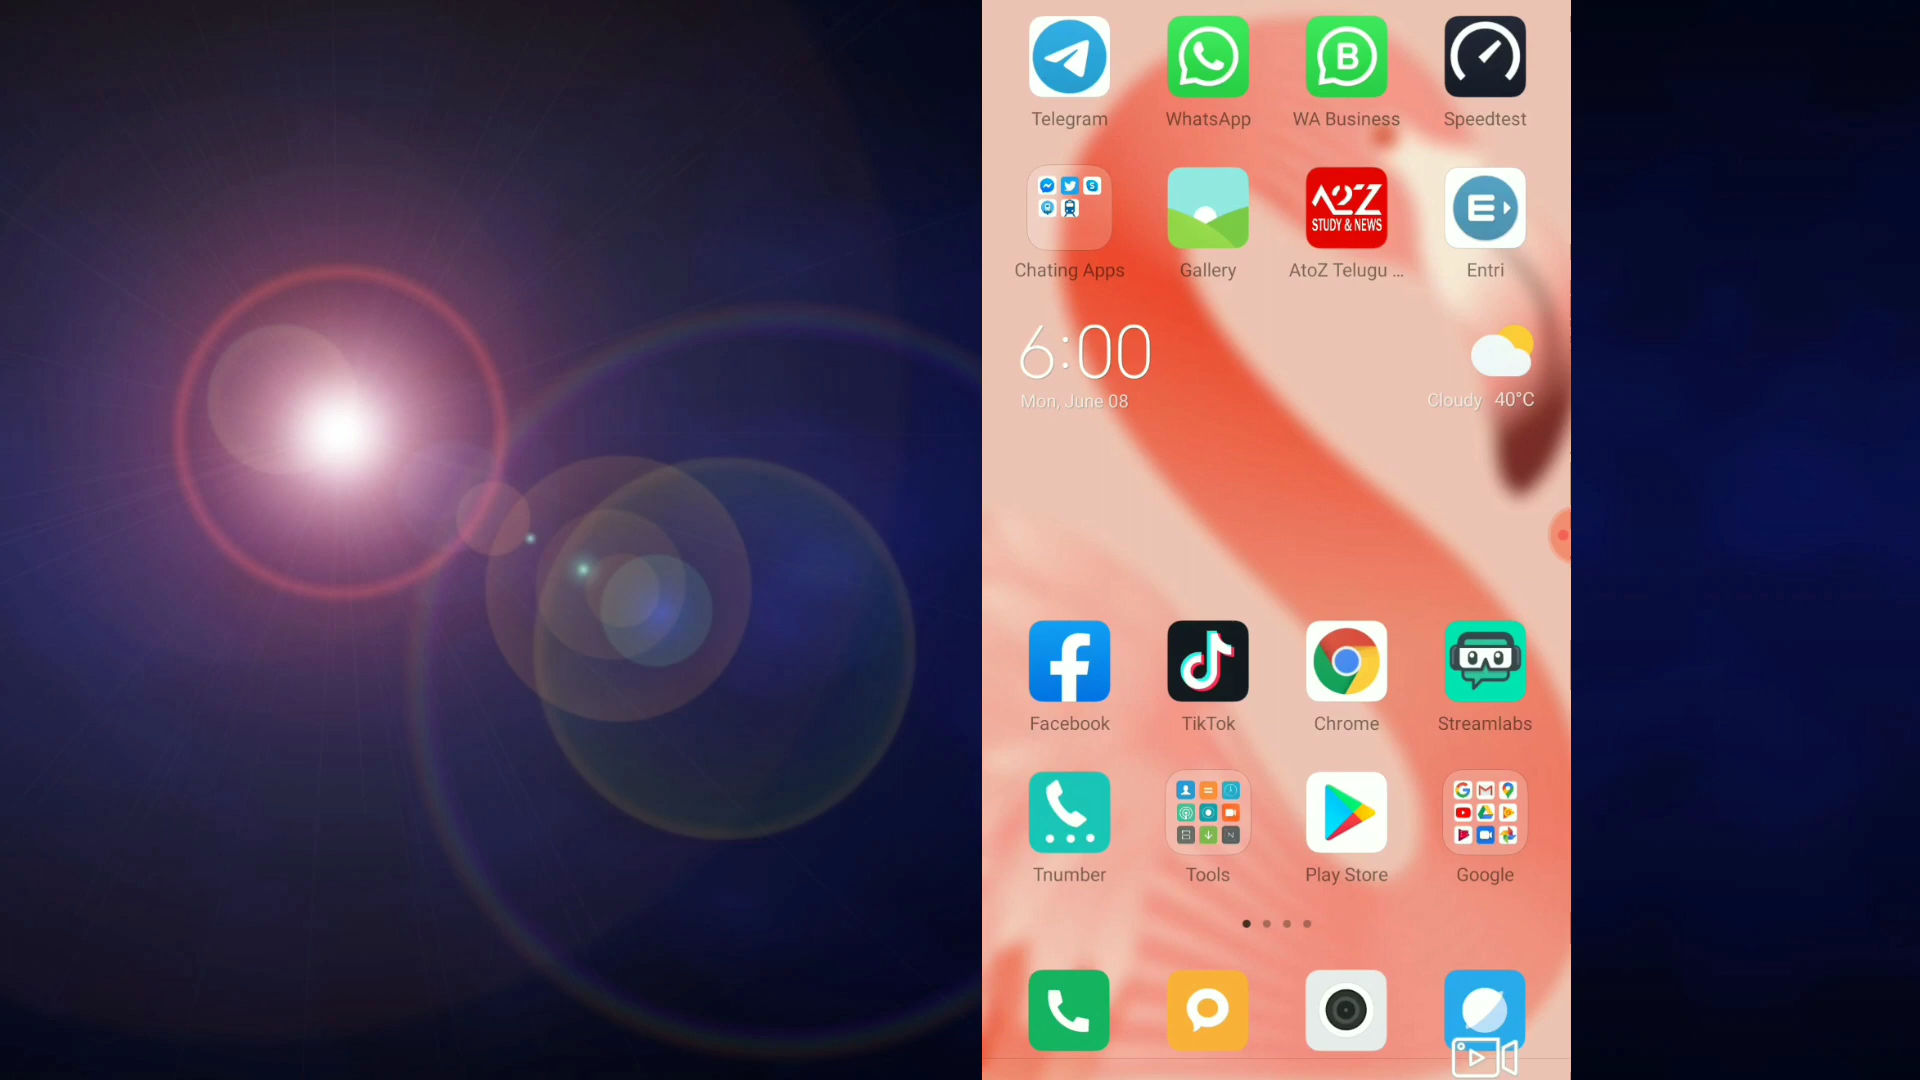 Telegram WhatsApp WA Business Speedtest
B
A2Z
STUDY & NEWS
E
Chating Apps Gallery AtoZ Telugu ... Entri
6:00
Mon, June 08
Cloudy 40°C
Facebook TikTok Chrome Streamlabs
Tnumber Tools Play Store Google